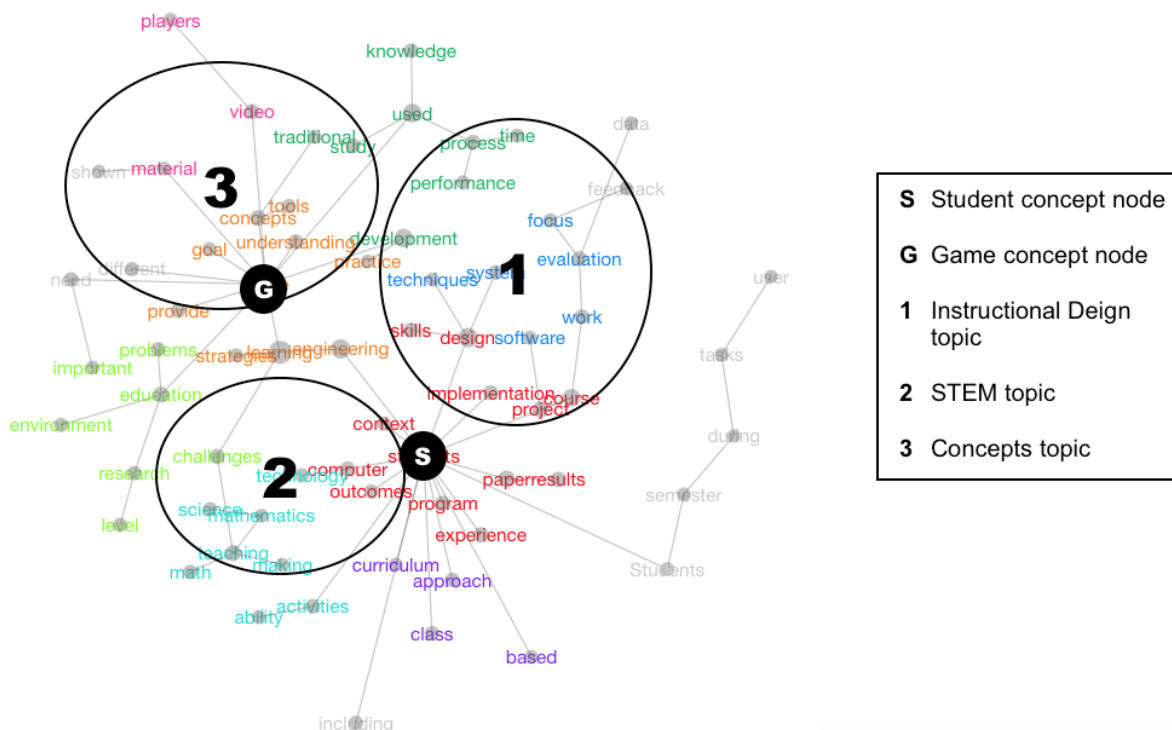 players
knowledge
video
used
traditional
study
process
time
data
shown
material
performance
feedback
3
tools
concepts
focus
goal
understanding
development
different
practice
evaluation
need
techniques
system
1
user
G
provide
work
skills
design
software
problems
strategies
learning
engineering
tasks
important
education
implementation
course
project
environment
context
during
challenges
S
research
2
technology
computer
paper
results
outcomes
semester
science
mathematics
program
level
experience
teaching
math
making
curriculum
approach
Students
ability
activities
class
based
including
S Student concept node
G Game concept node
1 Instructional Deign
topic
2 STEM topic
3 Concepts topic